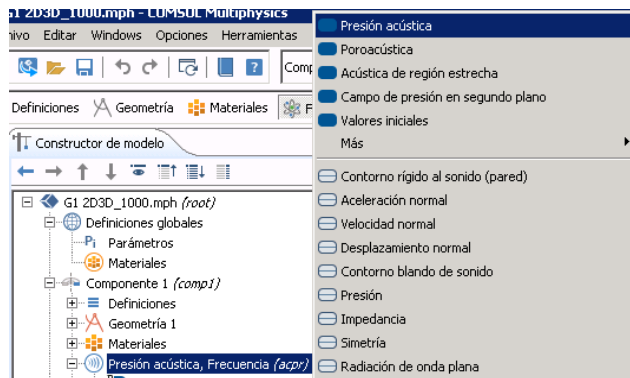 G1 2D3D_1000.mph - COMSOL Multiphysics
Editar Windows Opciones Herramientas
Definiciones Geometría Materiales F
Constructor de modelo
G1 2D3D_1000.mph (root)
Definiciones globales
Pi Parámetros
Materiales
Componente 1 (comp1)
Definiciones
Geometría 1
Materiales
Presión acústica, Frecuencia (acpr)
Presión acústica
Poroacústica
Acústica de región estrecha
Campo de presión en segundo plano
Valores iniciales
Más
Contorno rígido al sonido (pared)
Aceleración normal
Velocidad normal
Desplazamiento normal
Contorno blando de sonido
Presión
Impedancia
Simetría
Radiación de onda plana